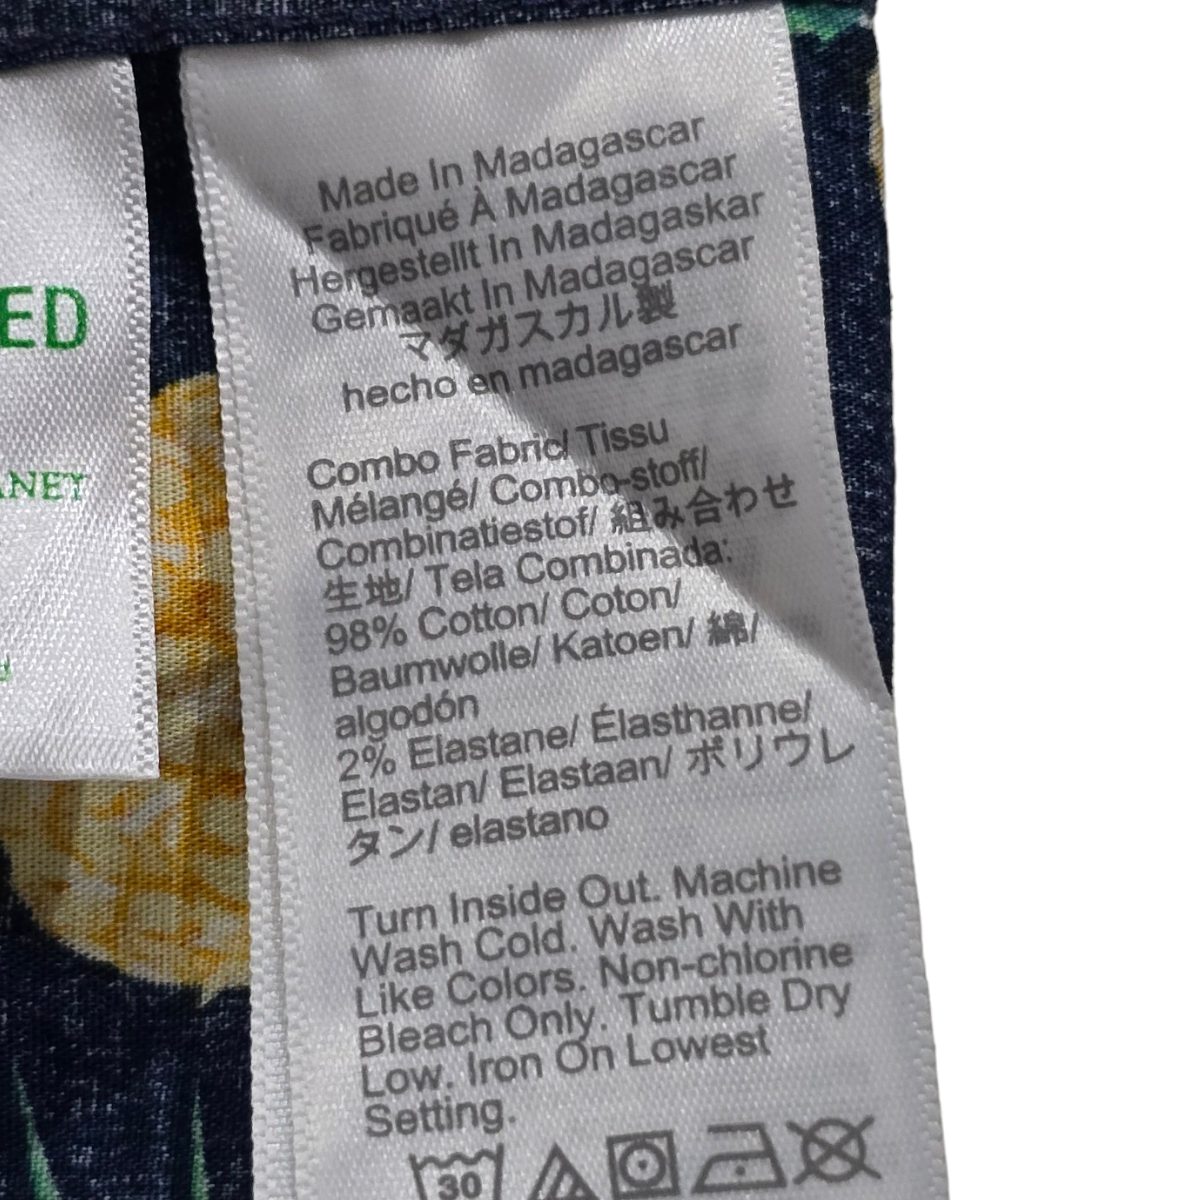 ED
ANET
Made In Madagascar
Fabriqué À Madagascar
Hergestellt In Madagaskar
Gemaakt In Madagascar
マダガスカル製
hecho en madagascar
Combo Fabric/ Tissu
Mélangé/ Combo-stoff/
Combinatiestof/ 組み合わせ
生地/ Tela Combinada:
98% Cotton/ Coton/
Baumwolle/ Katoen/ 綿/
algodón
2% Elastane/ Élasthanne/
Elastan/ Elastaan/ ポリウレ
タン/ elastano
Turn Inside Out. Machine
Wash Cold. Wash With
Like Colors. Non-chlorine
Bleach Only. Tumble Dry
Low. Iron On Lowest
Setting.
30